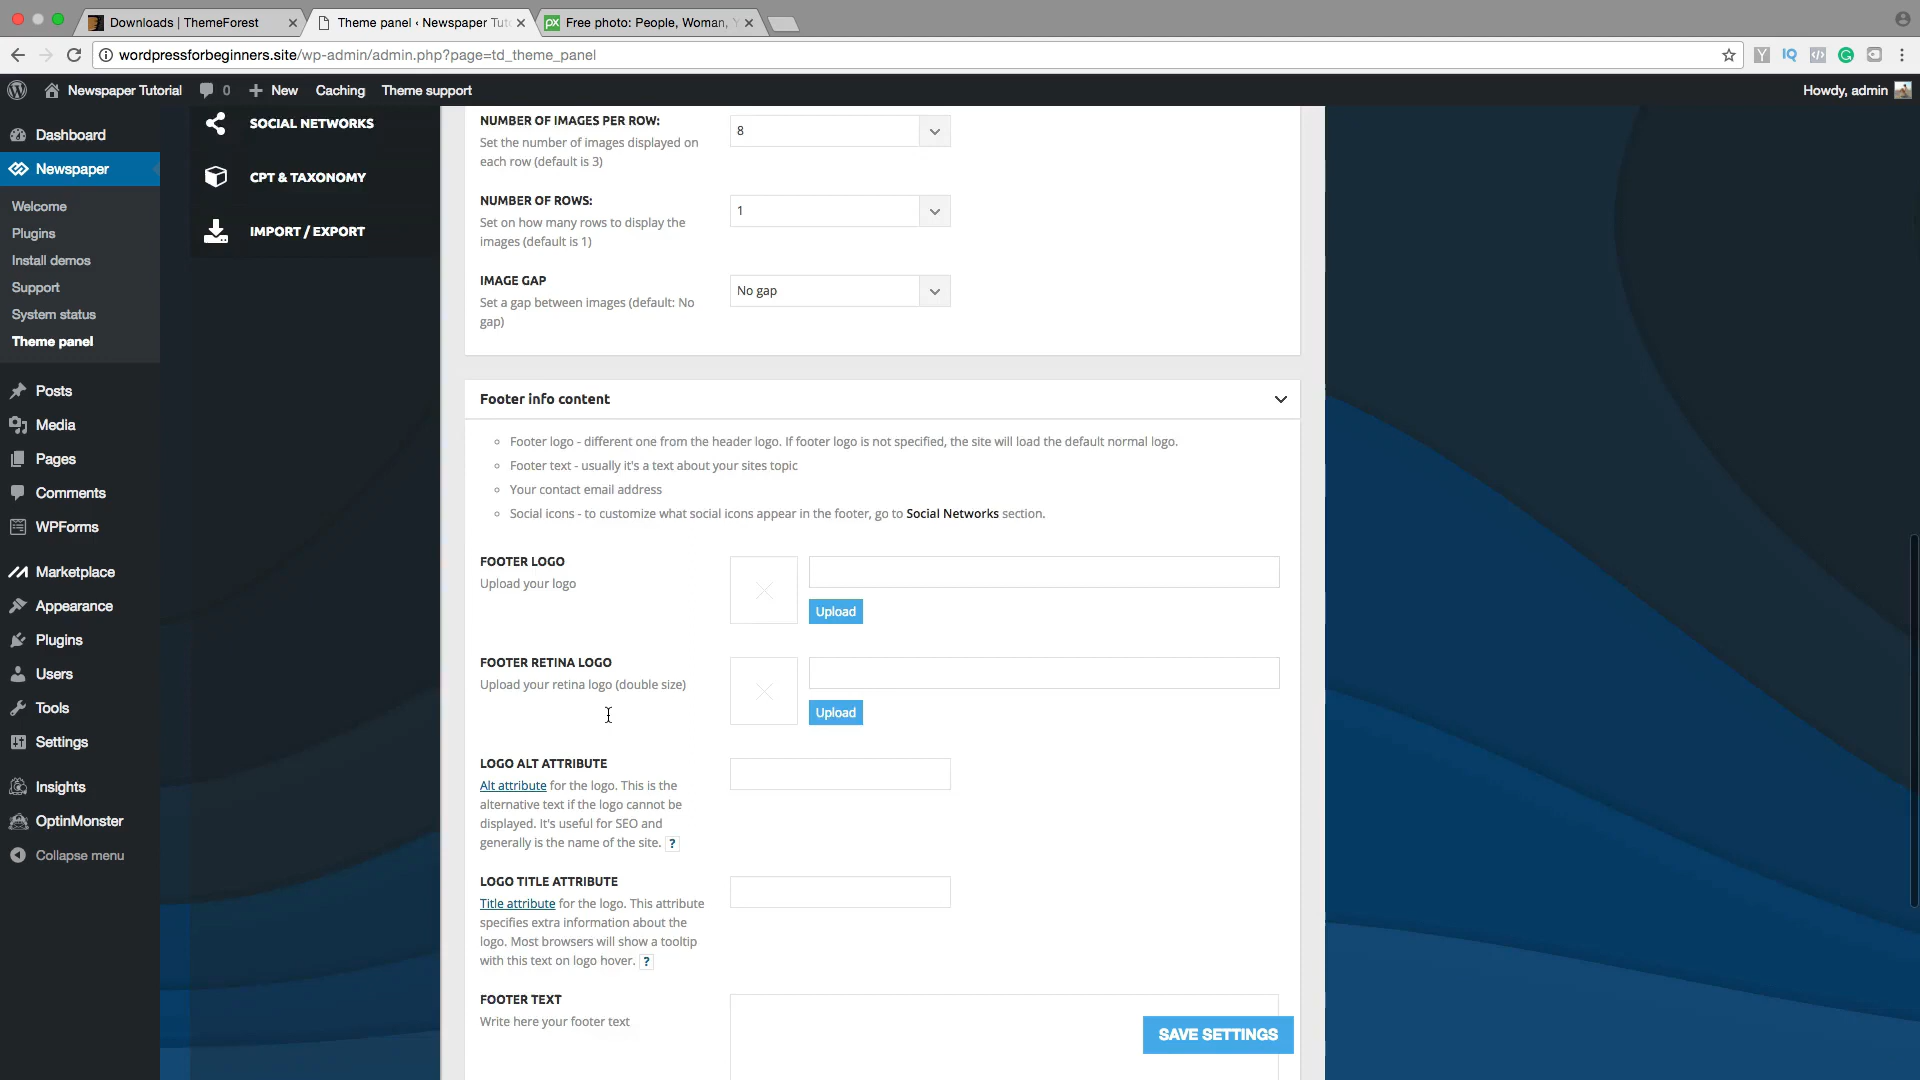 Downloads | ThemeForest
Theme panel ‹ Newspaper Tut
Free photo: People, Woman, Y
wordpressforbeginners.site/wp-admin/admin.php?page=td_theme_panel
Newspaper Tutorial
0
New
Caching
Theme support
Howdy, admin
Dashboard
Newspaper
Welcome
Plugins
Install demos
Support
System status
Theme panel
Posts
Media
Pages
Comments
WPForms
Marketplace
Appearance
Plugins
Users
Tools
Settings
Insights
OptinMonster
Collapse menu
SOCIAL NETWORKS
CPT & TAXONOMY
IMPORT / EXPORT
NUMBER OF IMAGES PER ROW:
Set the number of images displayed on
each row (default is 3)
8
NUMBER OF ROWS:
Set on how many rows to display the
images (default is 1)
1
IMAGE GAP
Set a gap between images (default: No
gap)
No gap
Footer info content
Footer logo - different one from the header logo. If footer logo is not specified, the site will load the default normal logo.
Footer text - usually it's a text about your sites topic
Your contact email address
Social icons - to customize what social icons appear in the footer, go to Social Networks section.
FOOTER LOGO
Upload your logo
Upload
FOOTER RETINA LOGO
Upload your retina logo (double size)
Upload
LOGO ALT ATTRIBUTE
Alt attribute for the logo. This is the
alternative text if the logo cannot be
displayed. It's useful for SEO and
generally is the name of the site. ?
LOGO TITLE ATTRIBUTE
Title attribute for the logo. This attribute
specifies extra information about the
logo. Most browsers will show a tooltip
with this text on logo hover. ?
FOOTER TEXT
Write here your footer text
SAVE SETTINGS